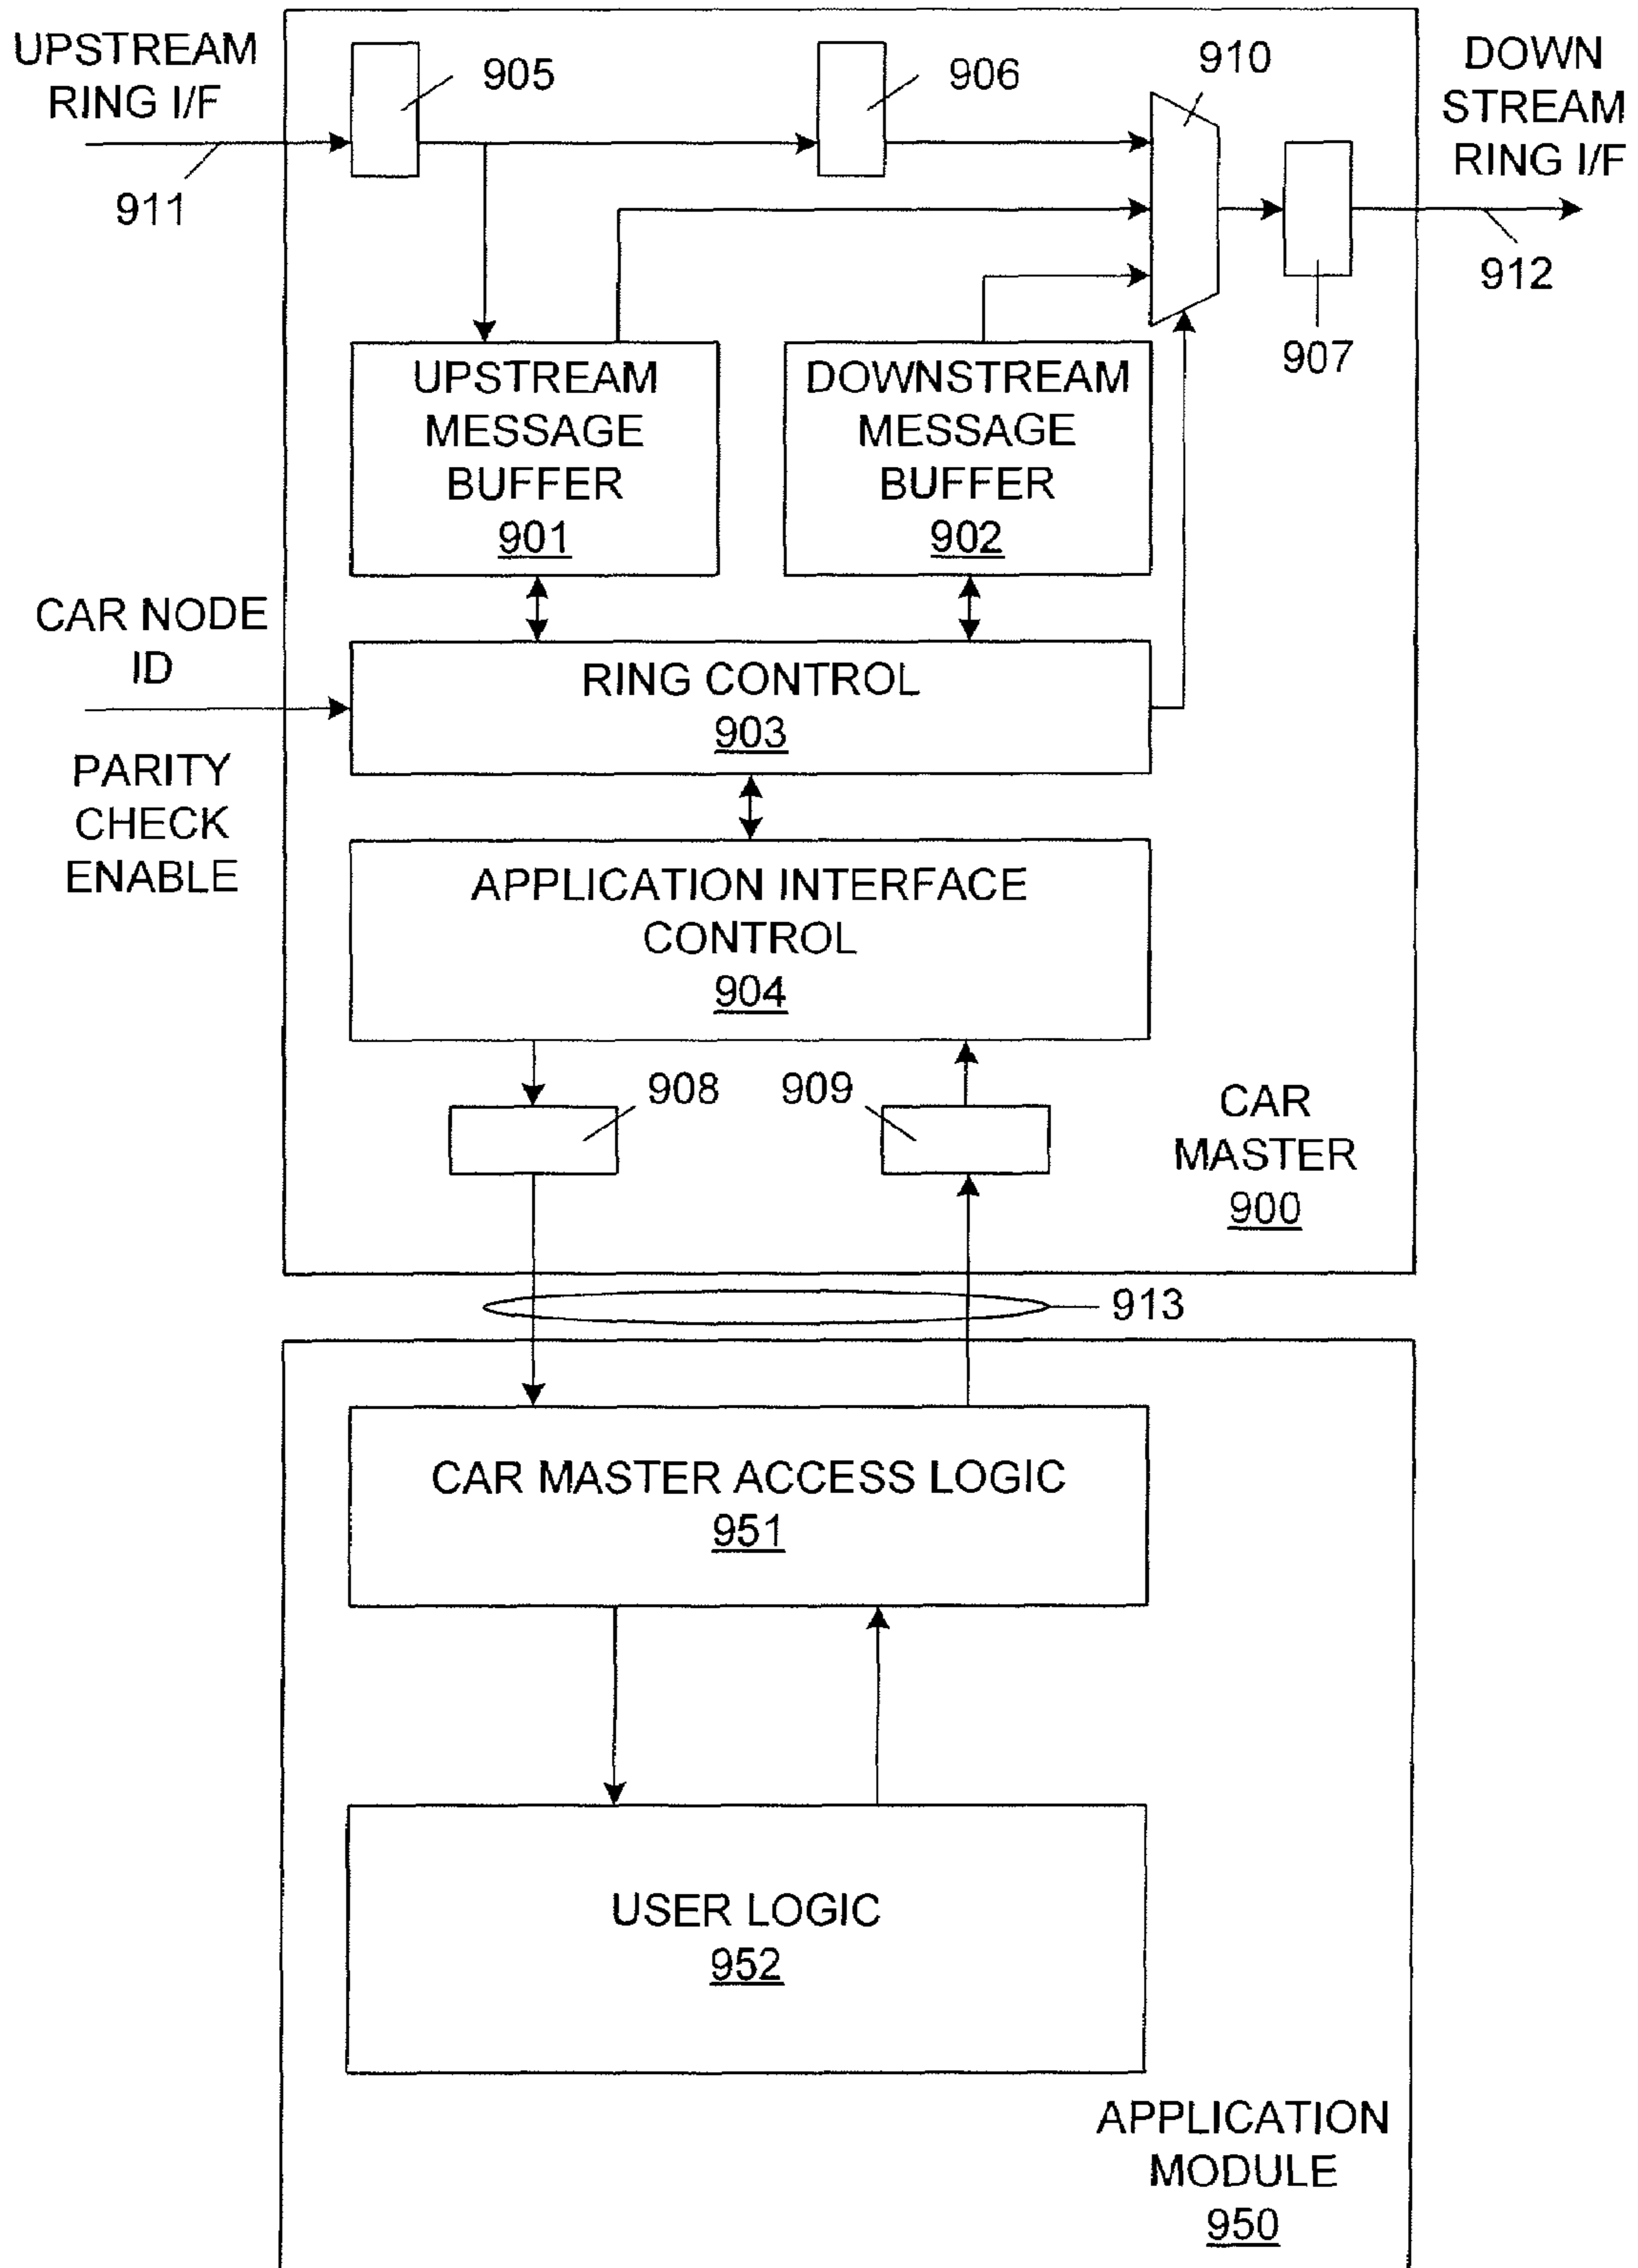 UPSTREAM
RING I/F
905
906
910
DOWN
STREAM
RING I/F
911
912
907
UPSTREAM
MESSAGE
BUFFER
901
DOWNSTREAM
MESSAGE
BUFFER
902
CAR NODE
ID
RING CONTROL
903
PARITY
CHECK
ENABLE
APPLICATION INTERFACE
CONTROL
904
908
909
CAR
MASTER
900
913
CAR MASTER ACCESS LOGIC
951
USER LOGIC
952
APPLICATION
MODULE
950